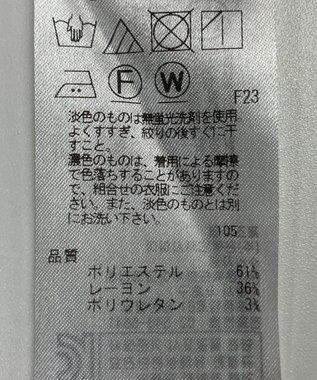 F
W
F23
淡色のものは無蛍光洗剤を使用
よくすすぎ、絞りの後すぐに干
すこと。
濃色のものは、着用による摩擦
で色落ちすることがありますの
で、組合せの衣服にご注意くだ
さい。また、淡色のものとは別
にお洗い下さい。
105
品質
ポリエステル 61%
レーヨン 36%
ポリウレタン 3%